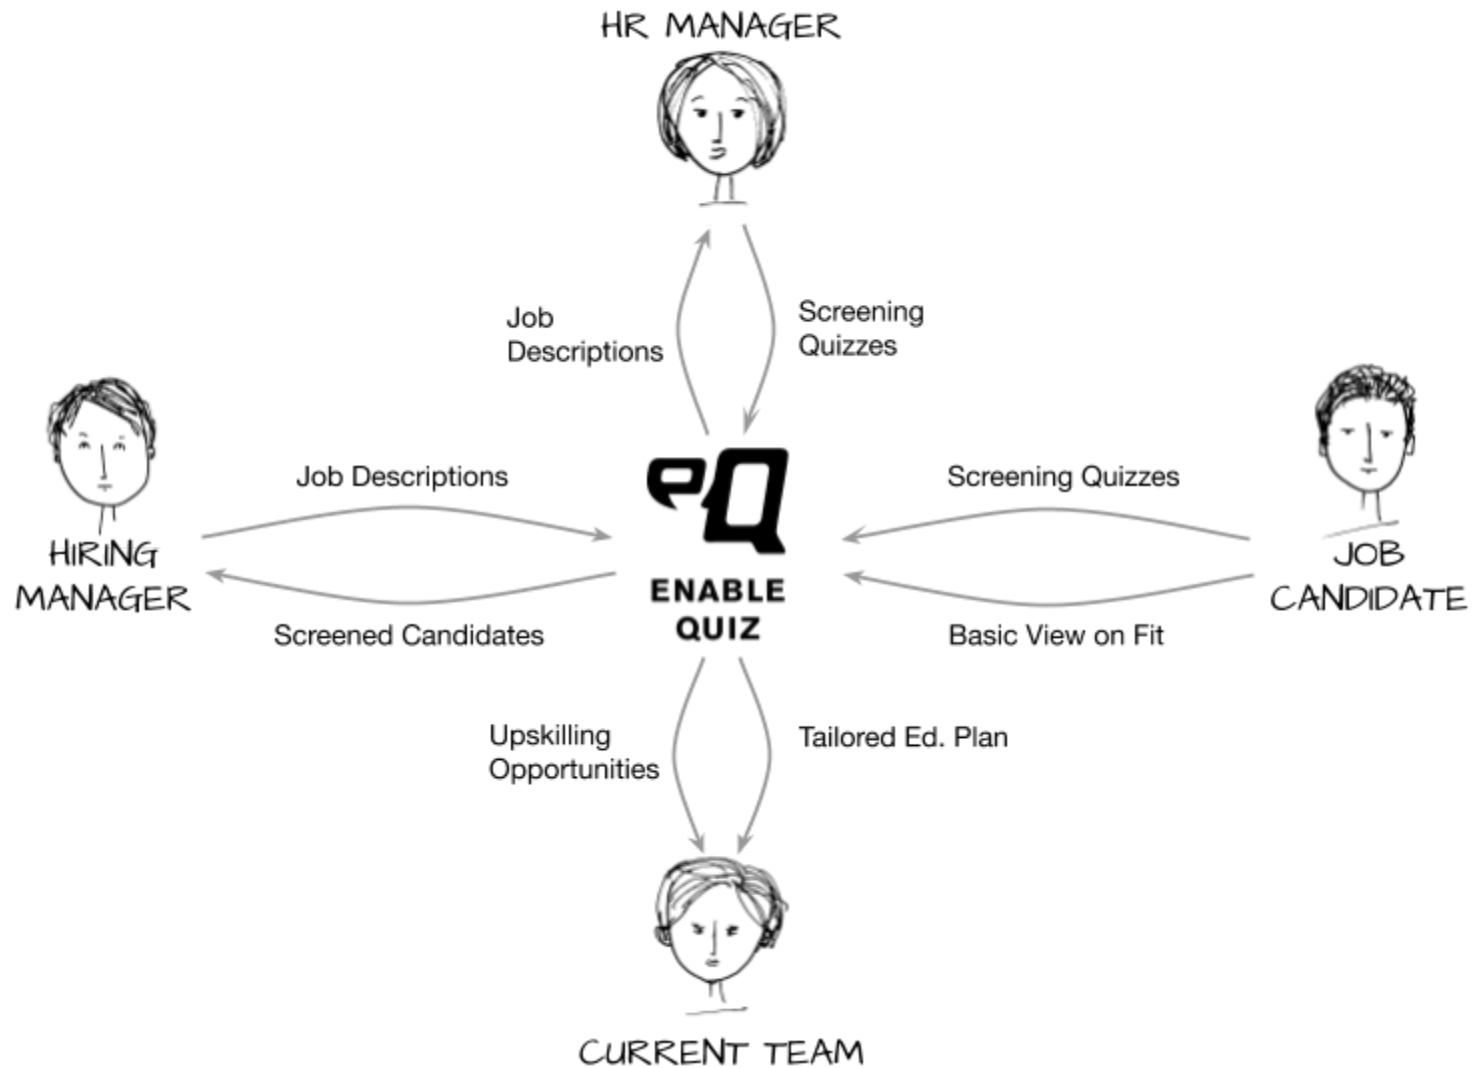 HR MANAGER
Job
Descriptions
Screening
Quizzes
HIRING
MANAGER
Job Descriptions
Screened Candidates
eQ
ENABLE
QUIZ
Screening Quizzes
Basic View on Fit
JOB
CANDIDATE
Upskilling
Opportunities
Tailored Ed. Plan
CURRENT TEAM